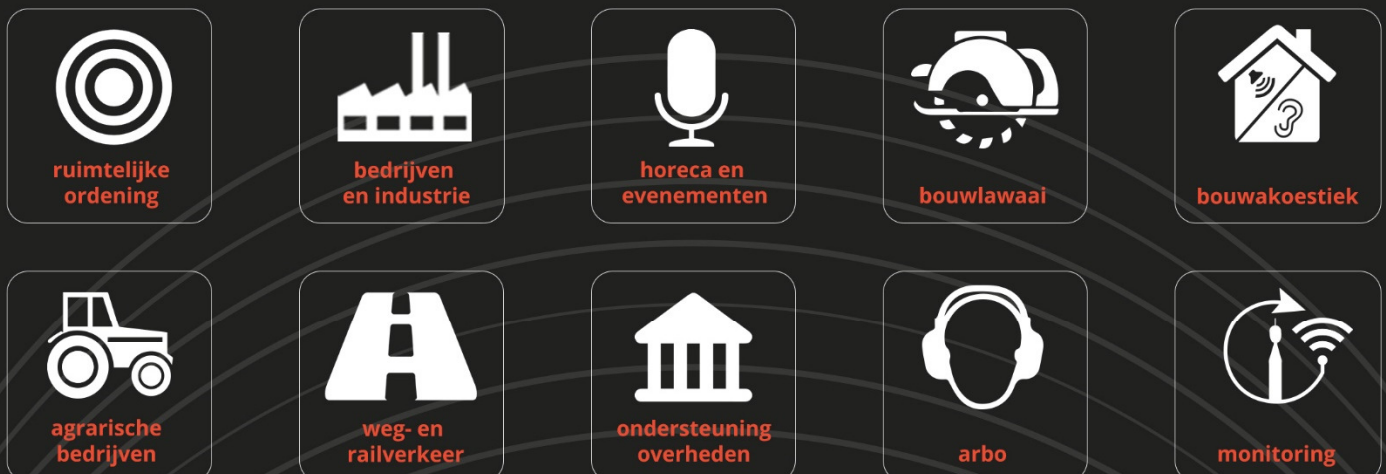 ruimtelijke
ordening
bedrijven
en industrie
horeca en
evenementen
bouwlawaai
bouwakoestiek
agrarische
bedrijven
weg- en
railverkeer
ondersteuning
overheden
arbo
monitoring